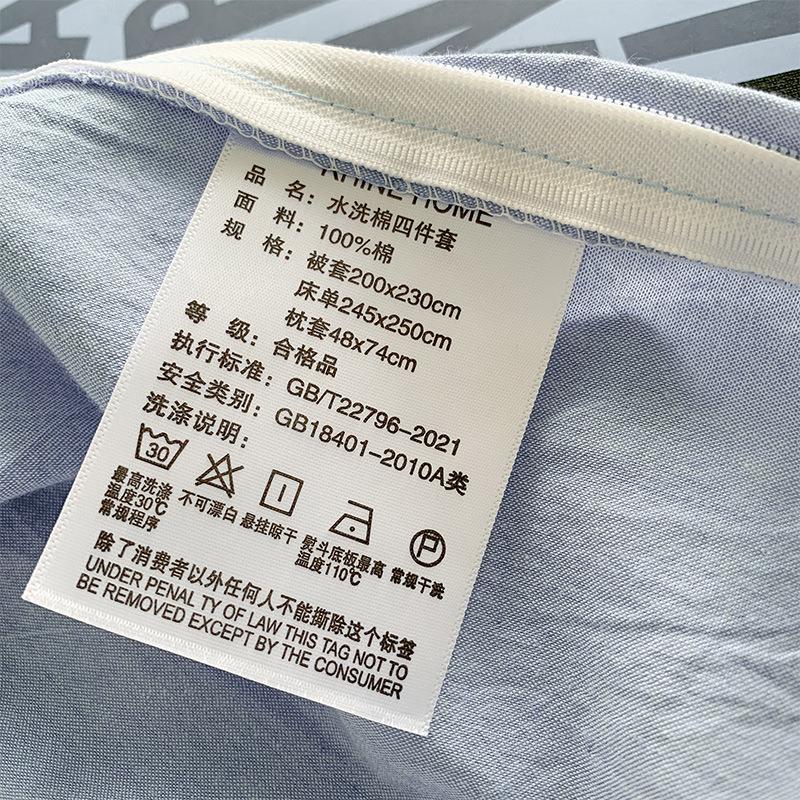 RHINE HOME
品 名：水洗棉四件套
面 料：100%棉
规 格：被套200x230cm
床单245x250cm
枕套48x74cm
等 级：合格品
执行标准：GB/T22796-2021
安全类别：GB18401-2010A类
洗涤说明：
30
P
最高洗涤
温度30℃
常规程序
不可漂白
悬挂晾干
熨斗底板最高
温度110℃
常规干洗
除了消费者以外任何人不能撕除这个标签
UNDER PENAL TY OF LAW THIS TAG NOT TO
BE REMOVED EXCEPT BY THE CONSUMER